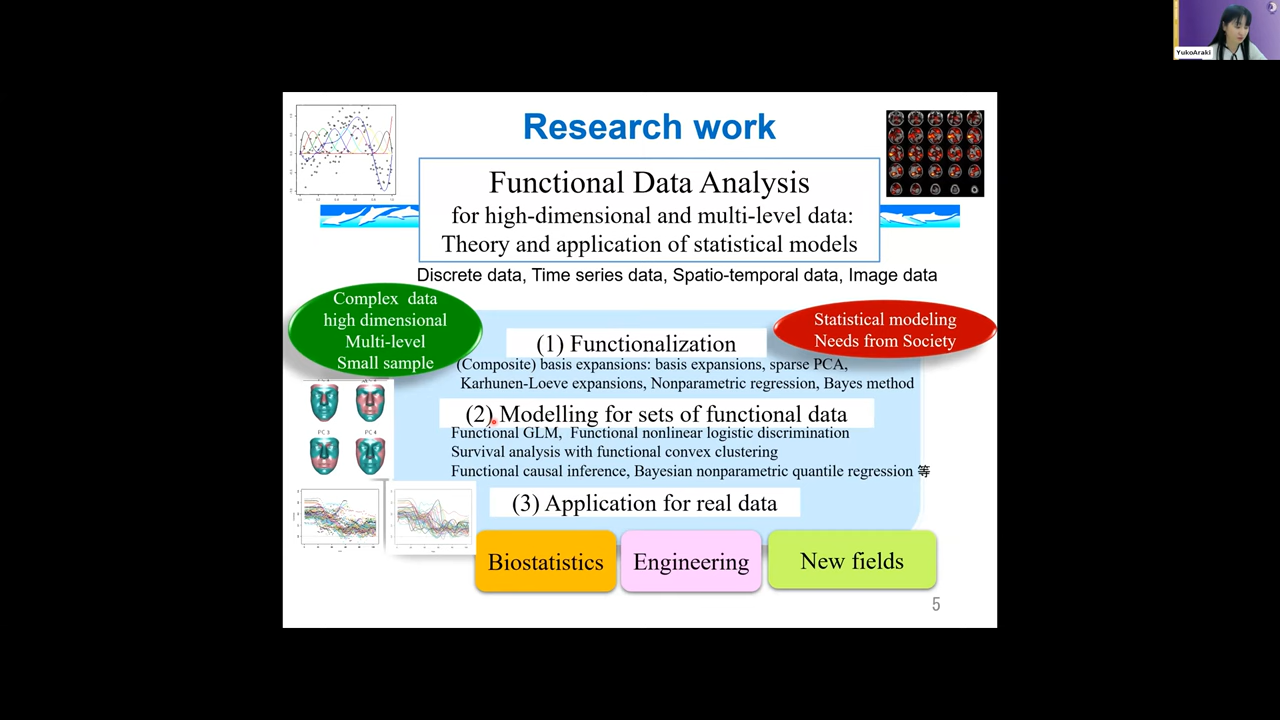 YukoAraki
Research work
Functional Data Analysis
for high-dimensional and multi-level data:
Theory and application of statistical models
Discrete data, Time series data, Spatio-temporal data, Image data
Complex data
high dimensional
Multi-level
Small sample
Statistical modeling
Needs from Society
(1) Functionalization
(Composite) basis expansions: basis expansions, sparse PCA,
Karhunen-Loeve expansions, Nonparametric regression, Bayes method
(2) Modelling for sets of functional data
Functional GLM, Functional nonlinear logistic discrimination
Survival analysis with functional convex clustering
Functional causal inference, Bayesian nonparametric quantile regression 等
PC 3
PC 4
(3) Application for real data
Biostatistics
Engineering
New fields
5